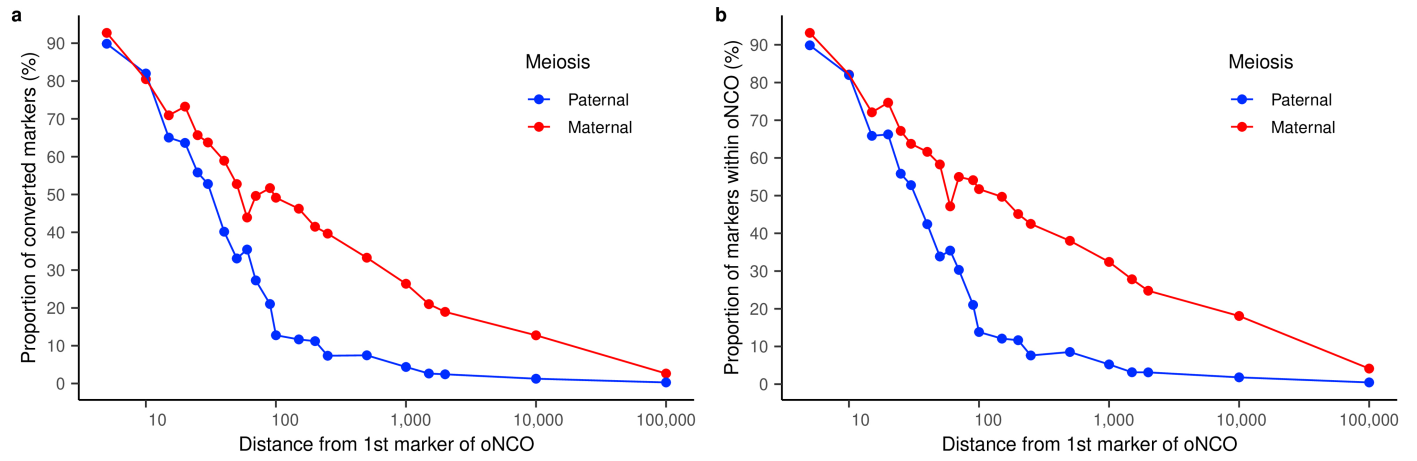 a
Proportion of converted markers (%)
90
80
70
60
50
40
30
20
10
0
10
100
1,000
10,000
100,000
Distance from 1st marker of oNCO
Meiosis
Paternal
Maternal
b
Proportion of markers within oNCO (%)
90
80
70
60
50
40
30
20
10
0
10
100
1,000
10,000
100,000
Distance from 1st marker of oNCO
Meiosis
Paternal
Maternal